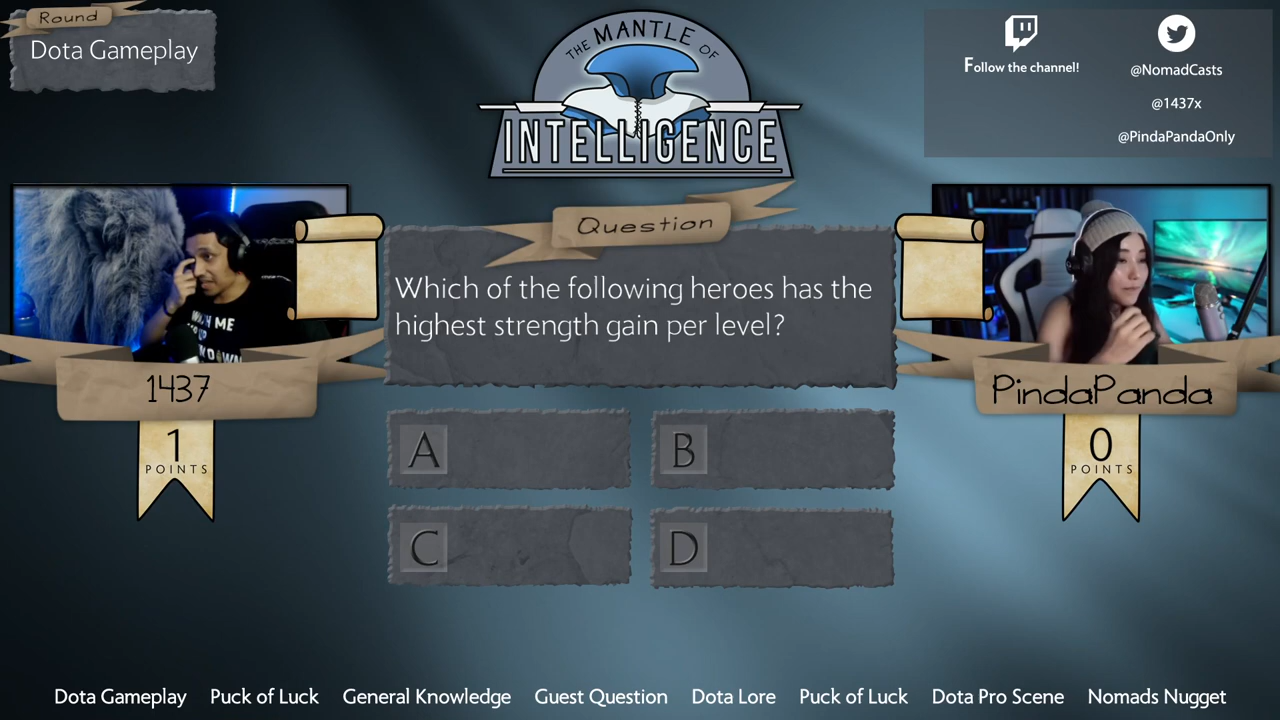 Round
Dota Gameplay
THE MANTLE OF
INTELLIGENCE
Follow the channel!
@NomadCasts
@1437x
@PindaPandaOnly
Question
Which of the following heroes has the
highest strength gain per level?
1437
1
POINTS
PindaPanda
0
POINTS
A
B
C
D
Dota Gameplay
Puck of Luck
General Knowledge
Guest Question
Dota Lore
Puck of Luck
Dota Pro Scene
Nomads Nugget